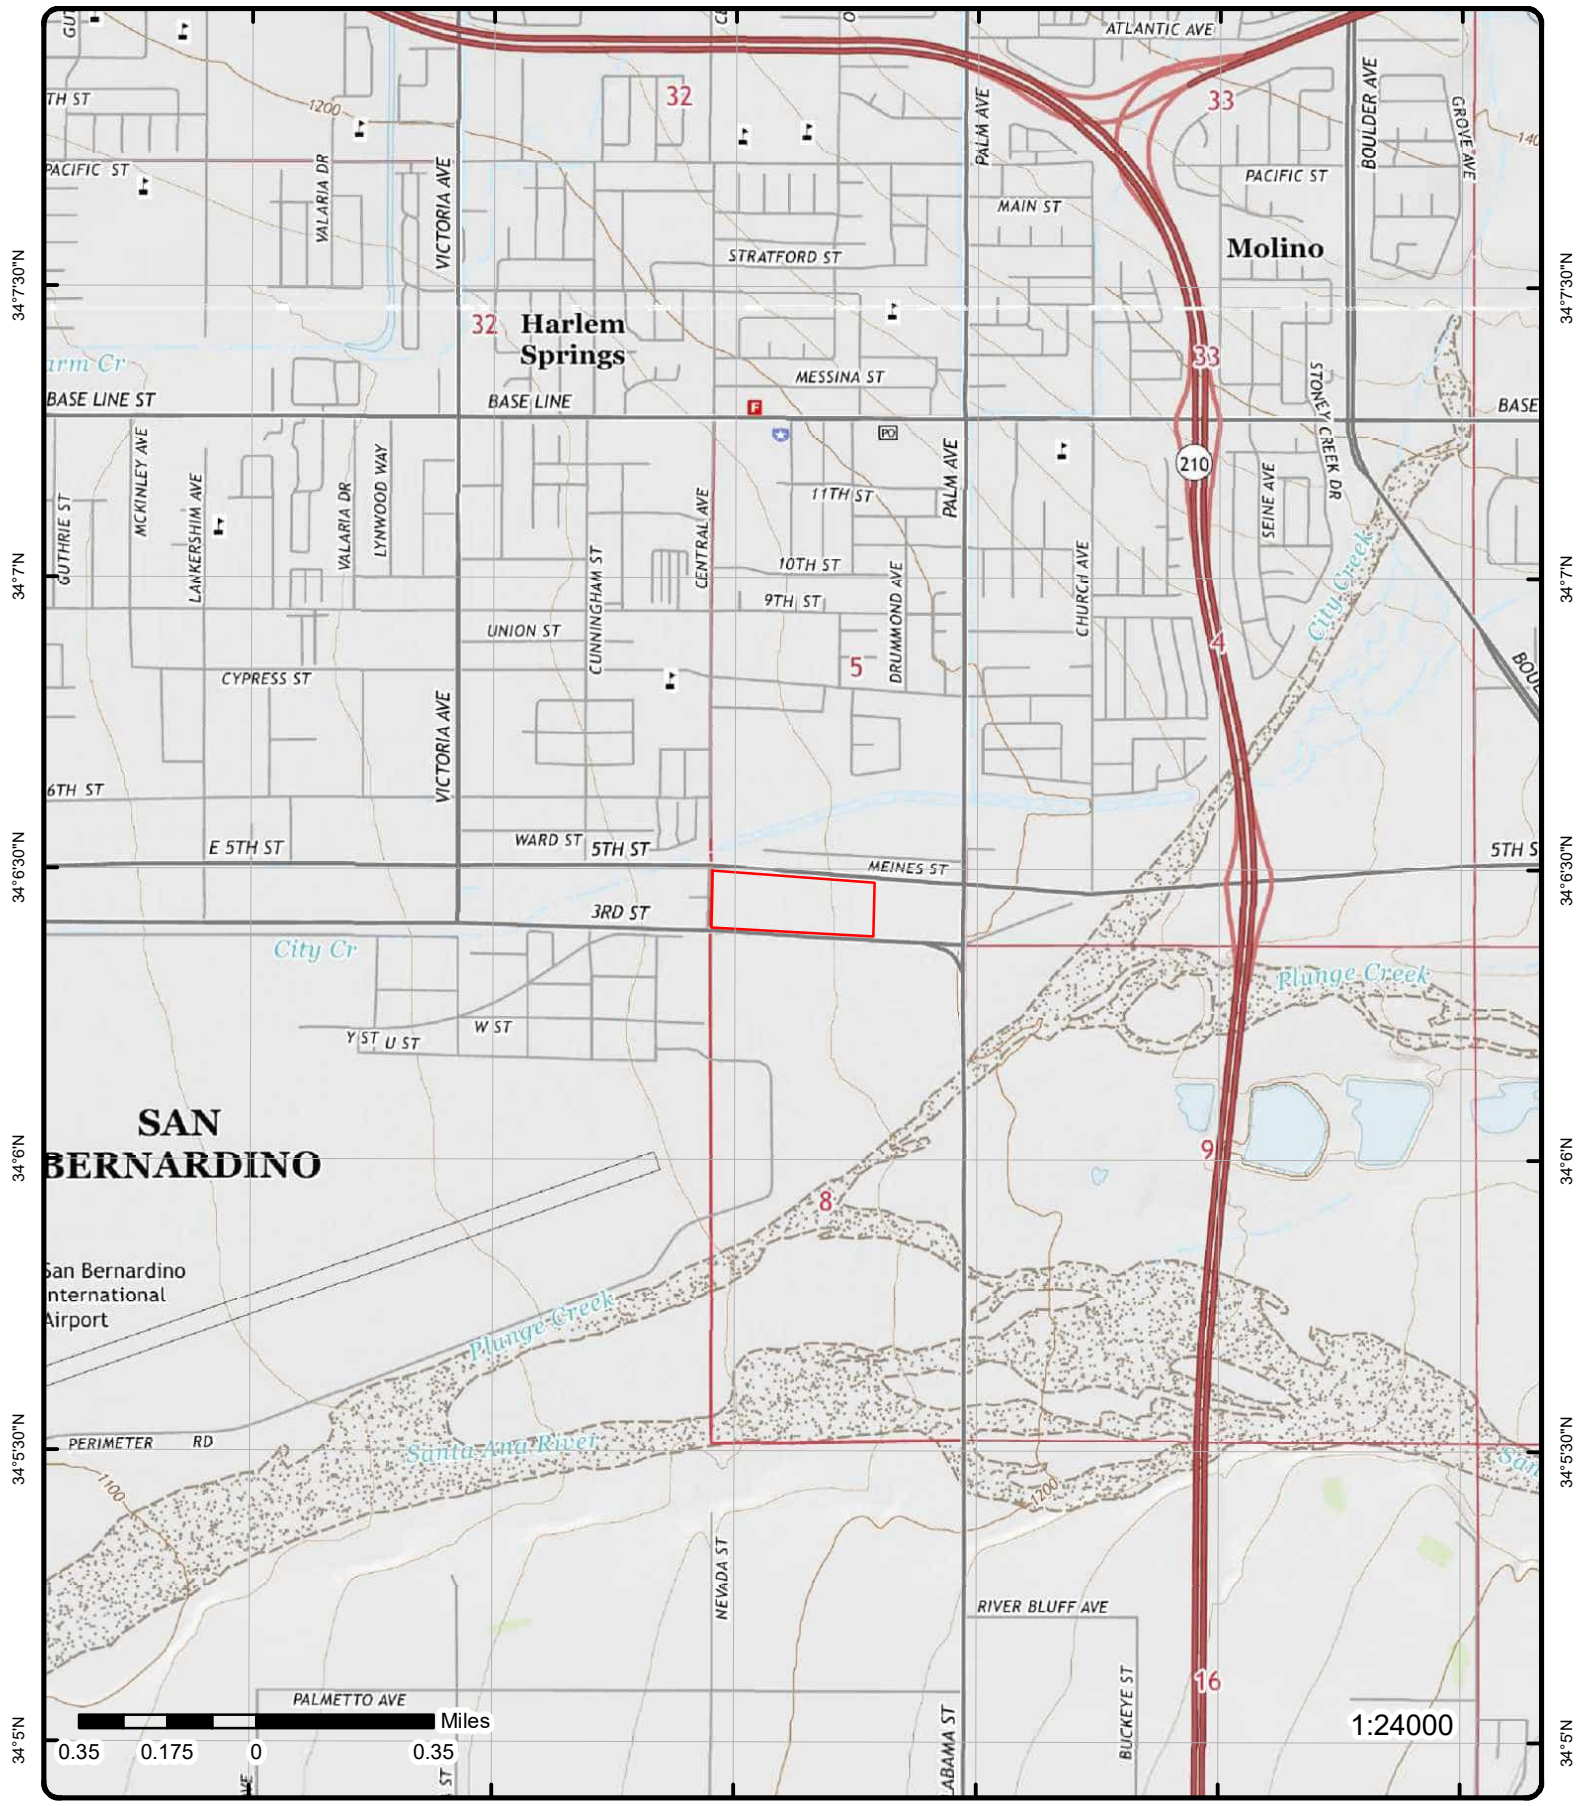 ATLANTIC AVE
TH ST
1200
32
33
PALM AVE
BOULDER AVE
GROVE AVE
140
PACIFIC ST
VALARIA DR
VICTORIA AVE
PACIFIC ST
MAIN ST
STRATFORD ST
Molino
34°7'30"N
34°7'30"N
32
Harlem
Springs
33
arm Cr
MESSINA ST
STONEY CREEK DR
BASE LINE ST
BASE LINE
F
BASE
PO
MCKINLEY AVE
LANKERSHIM AVE
VALARIA DR
LYNWOOD WAY
CENTRAL AVE
11TH ST
PALM AVE
210
SEINE AVE
GUTHRIE ST
CUNNINGHAM ST
10TH ST
DRUMMOND AVE
CHURCH AVE
City Creek
34°7'N
34°7'N
9TH ST
UNION ST
5
4
CYPRESS ST
BOUL
VICTORIA AVE
6TH ST
E 5TH ST
WARD ST
5TH ST
MEINES ST
5TH S
34°6'30"N
34°6'30"N
3RD ST
City Cr
Plunge Creek
Y ST
U ST
W ST
SAN
BERNARDINO
34°6'N
34°6'N
9
8
San Bernardino
nternational
Airport
Plunge Creek
PERIMETER RD
Santa Ana River
San
34°5'30"N
34°5'30"N
1100
1200
NEVADA ST
RIVER BLUFF AVE
BUCKEYE ST
16
PALMETTO AVE
ABAMA ST
Miles
0.35 0.175 0 0.35
1:24000
34°5'N
34°5'N
VE
ST